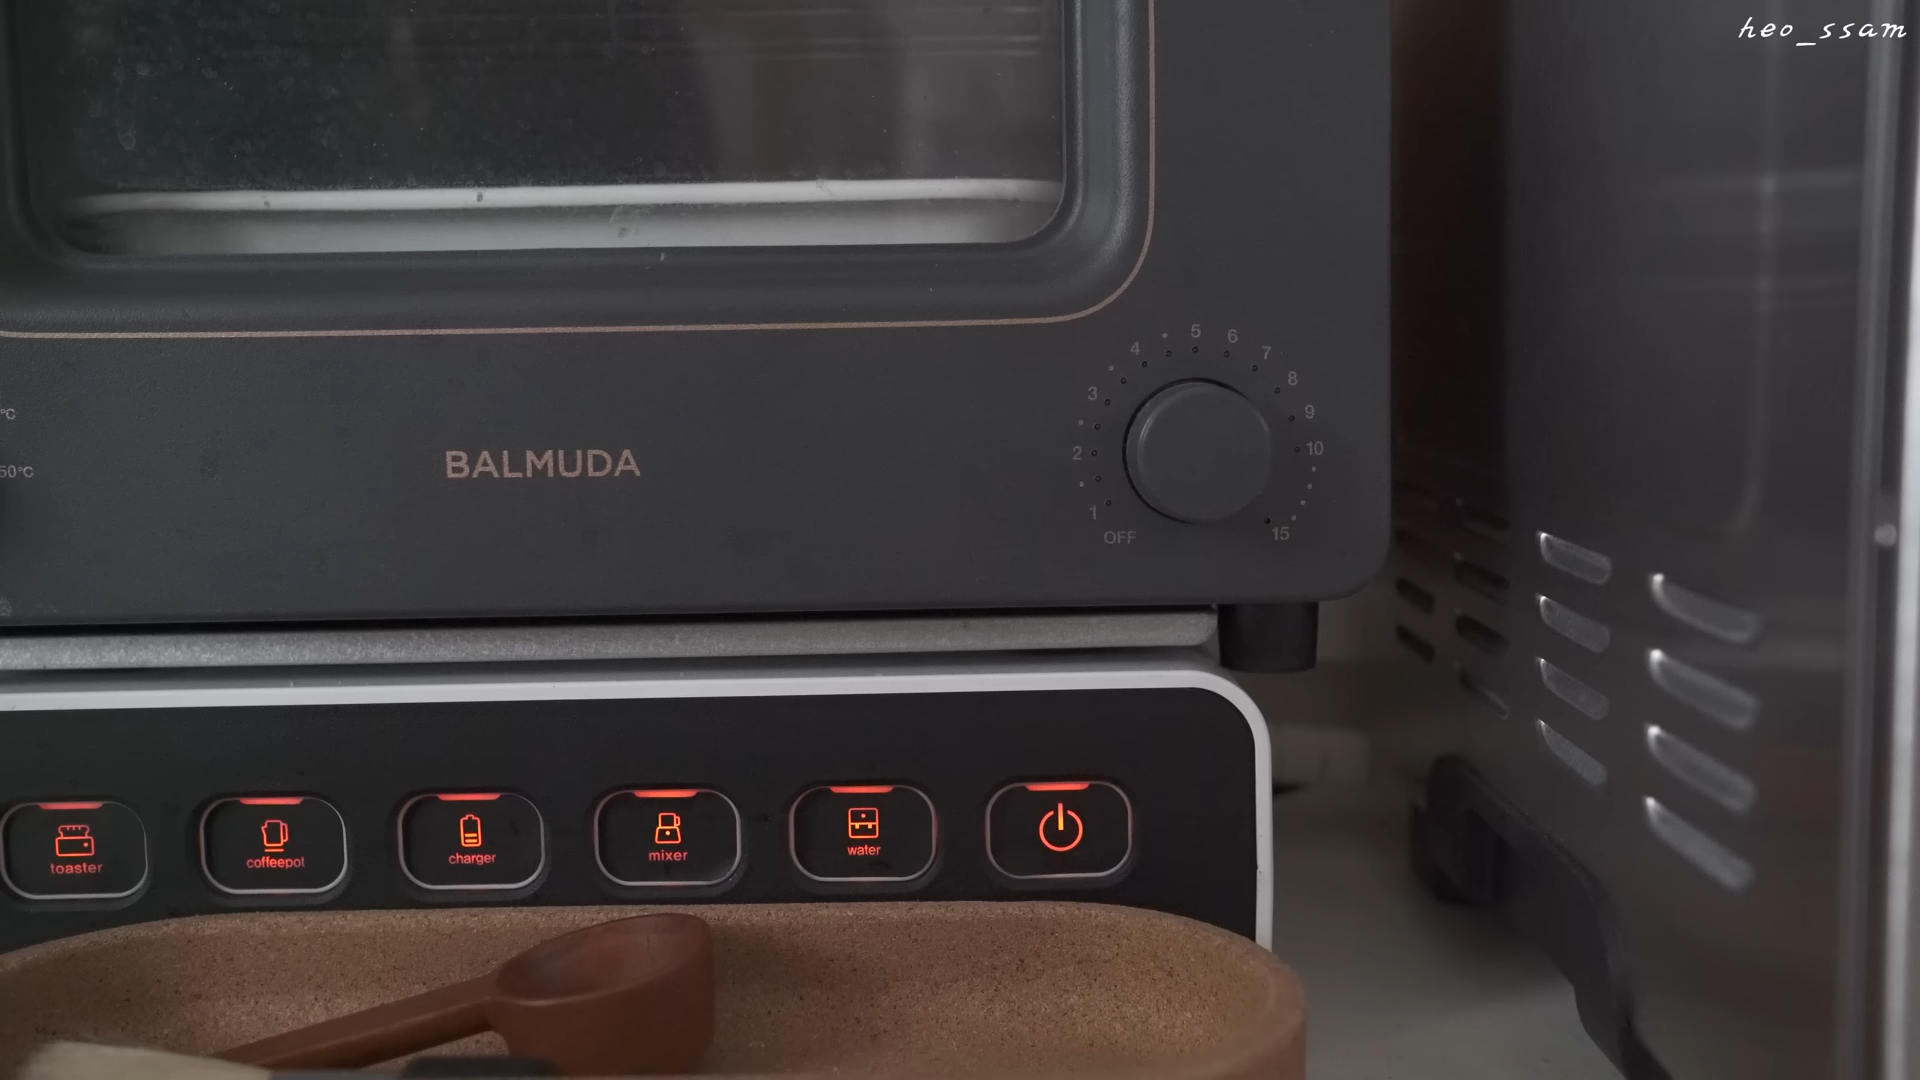 heo_ssam
5
6
4
7
8
3
9
°C
BALMUDA
2
10
50°C
1
OFF
15
toaster
coffeepot
charger
mixer
water